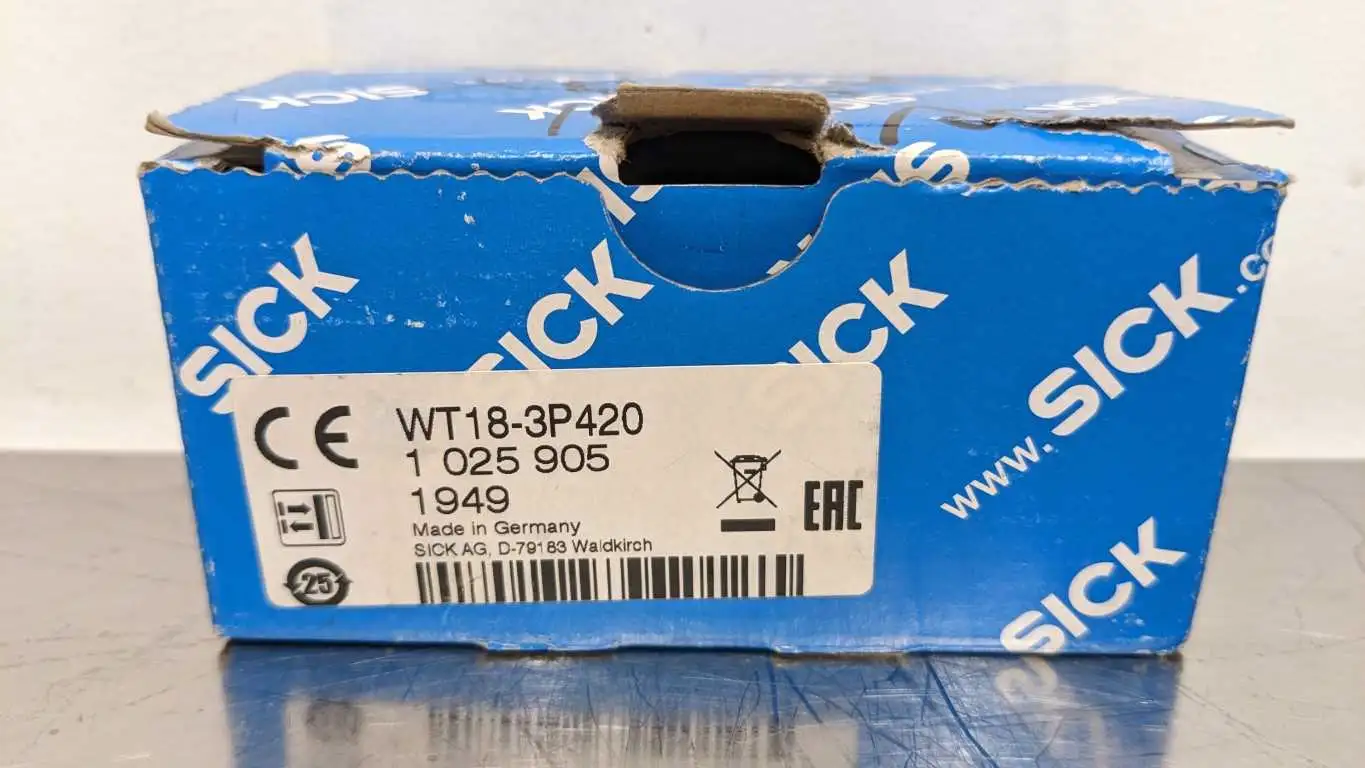 SICK
SICK
SICK
SICK
www.SICK.co
WT18-3P420
1 025 905
1949
Made in Germany
SICK AG, D-79183 Waldkirch
CE
25
EAC
SICK